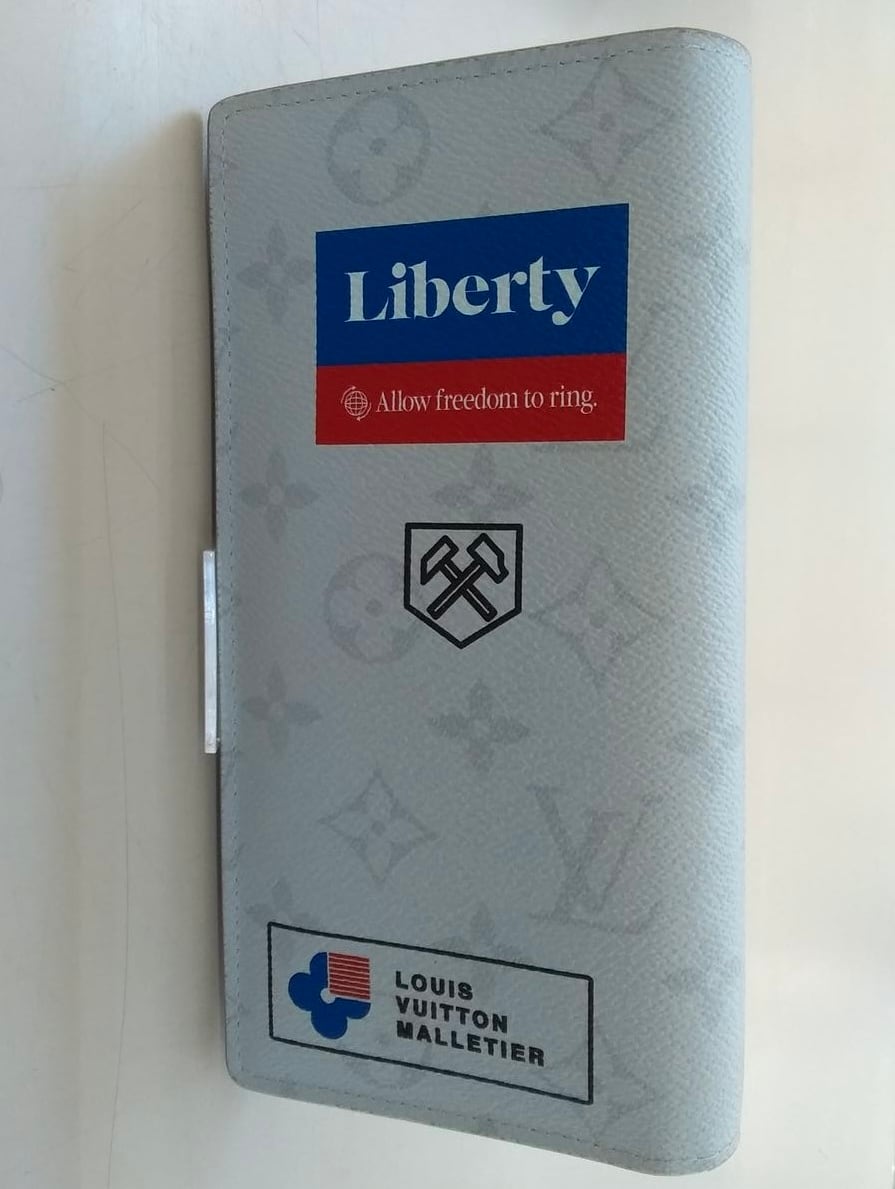 Liberty
Allow freedom to ring.
LOUIS
VUITTON
MALLETIER